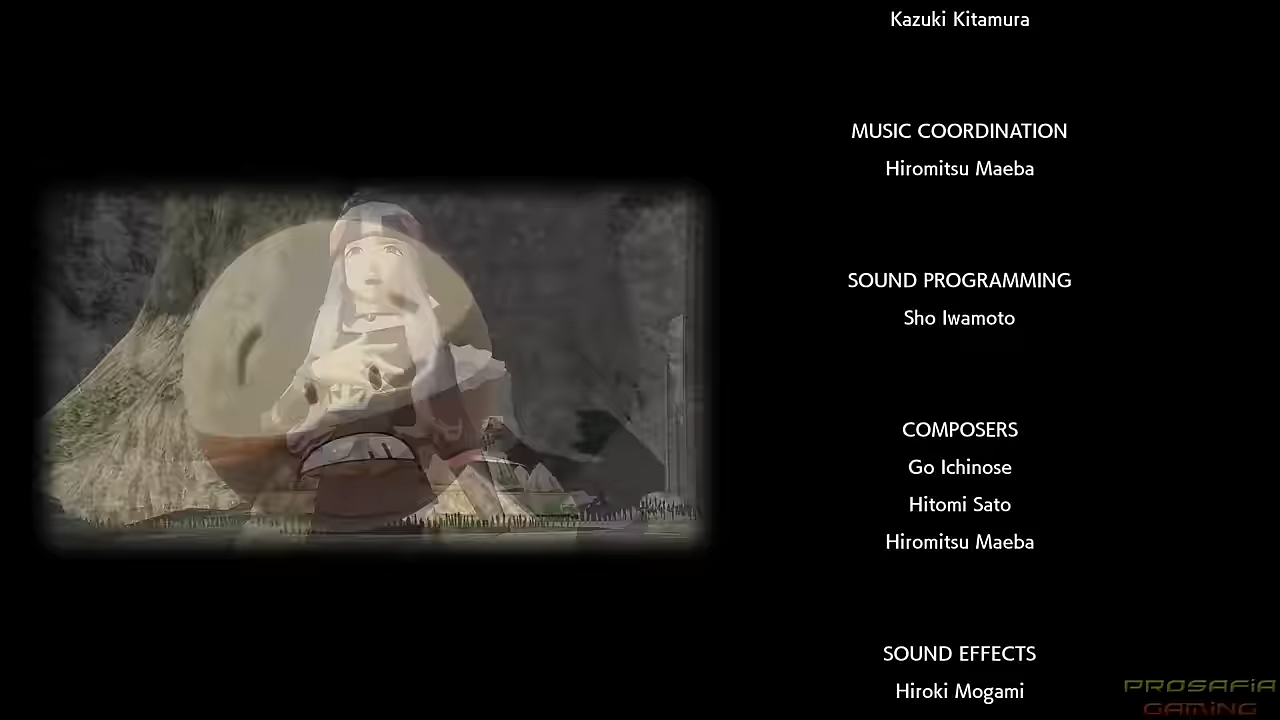 Kazuki Kitamura
MUSIC COORDINATION
Hiromitsu Maeba
SOUND PROGRAMMING
Sho Iwamoto
COMPOSERS
Go Ichinose
Hitomi Sato
Hiromitsu Maeba
SOUND EFFECTS
Hiroki Mogami
PROSAFiA
GAMiNG